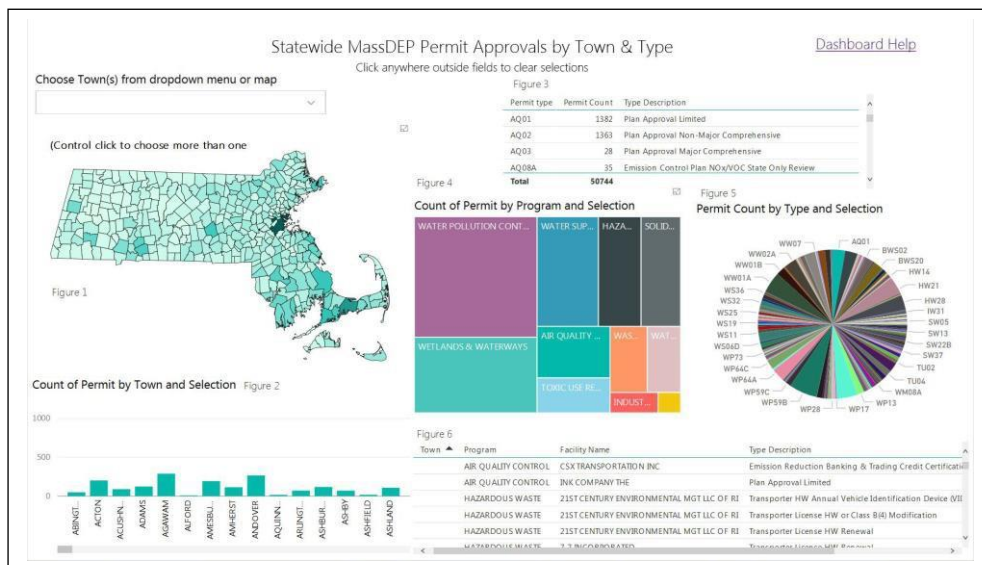 Statewide MassDEP Permit Approvals by Town & Type
Dashboard Help
Click anywhere outside fields to clear selections
Choose Town(s) from dropdown menu or map
(Control click to choose more than one
Figure 1
Figure 3
Permit type Permit Count Type Description
AQ01 1382 Plan Approval Limited
AQ02 1363 Plan Approval Non-Major Comprehensive
AQ03 28 Plan Approval Major Comprehensive
AQ08A 35 Emission Control Plan NOx/VOC State Only Review
Total 50744
Figure 4
Count of Permit by Program and Selection
WATER POLLUTION CONT...
WATER SUP...
HAZA...
SOLID...
WETLANDS & WATERWAYS
AIR QUALITY ...
WAS...
WAT...
TOXIC USE RE...
INDUST...
Figure 5
Permit Count by Type and Selection
AQ01
BWS02
BWS20
HW14
HW21
HW28
IW31
SW05
SW13
SW22B
SW37
TU02
TU04
WM08A
WP13
WP17
WP28
WP59B
WP59C
WP64A
WP64C
WP73
WS06D
WS11
WS19
WS25
WS32
WS36
WW01A
WW01B
WW02A
WW07
Count of Permit by Town and Selection Figure 2
1000
500
0
ABINGT...
ACTON
ACUSHN...
ADAMS
AGAWAM
ALFORD
AMESBU...
AMHERST
ANDOVER
AQUINN...
ARLINGT...
ASHBUR...
ASHBY
ASHFIELD
ASHLAND
Figure 6
Town Program Facility Name Type Description
AIR QUALITY CONTROL CSX TRANSPORTATION INC Emission Reduction Banking & Trading Credit Certificati
AIR QUALITY CONTROL INK COMPANY THE Plan Approval Limited
HAZARDOUS WASTE 21ST CENTURY ENVIRONMENTAL MGT LLC OF RI Transporter HW Annual Vehicle Identification Device (VI
HAZARDOUS WASTE 21ST CENTURY ENVIRONMENTAL MGT LLC OF RI Transporter License HW or Class B(4) Modification
HAZARDOUS WASTE 21ST CENTURY ENVIRONMENTAL MGT LLC OF RI Transporter License HW Renewal
HAZARDOUS WASTE INCORPORATED Transporter License HW Renewal